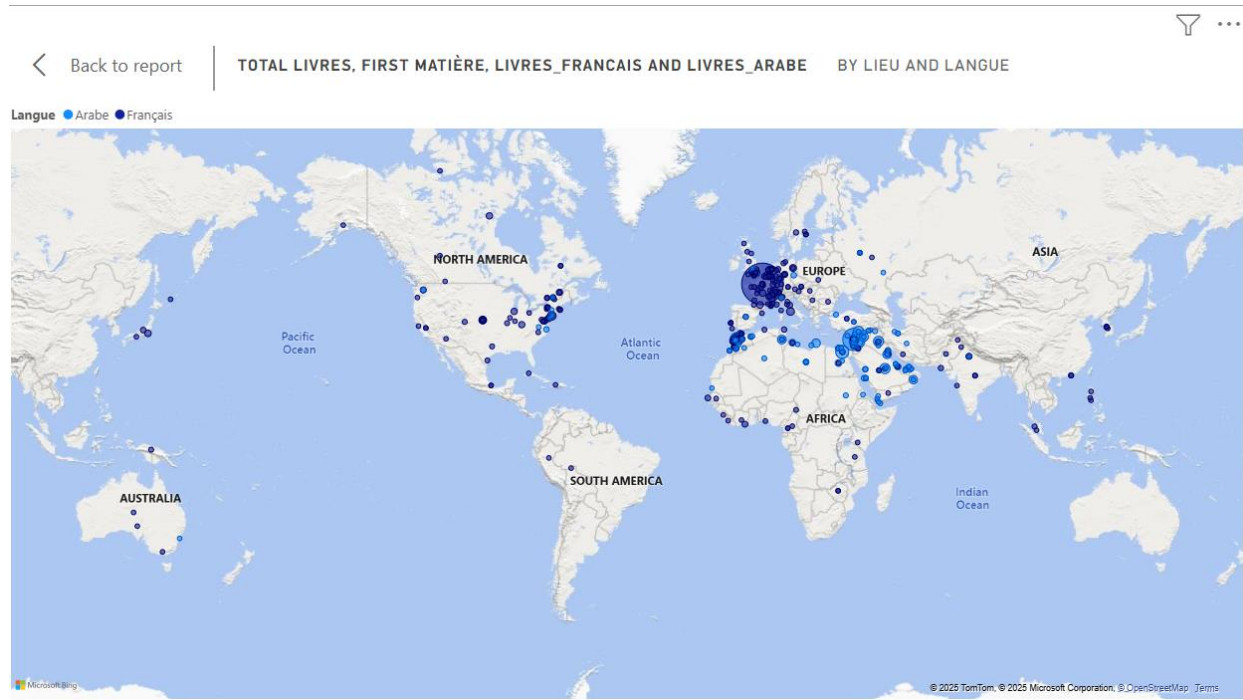 Back to report
TOTAL LIVRES, FIRST MATIÈRE, LIVRES_FRANCAIS AND LIVRES_ARABE BY LIEU AND LANGUE
Langue Arabe Français
NORTH AMERICA
EUROPE
ASIA
Pacific
Ocean
Atlantic
Ocean
AFRICA
SOUTH AMERICA
AUSTRALIA
Indian
Ocean
Microsoft Bing
© 2025 TomTom, © 2025 Microsoft Corporation, © OpenStreetMap Terms